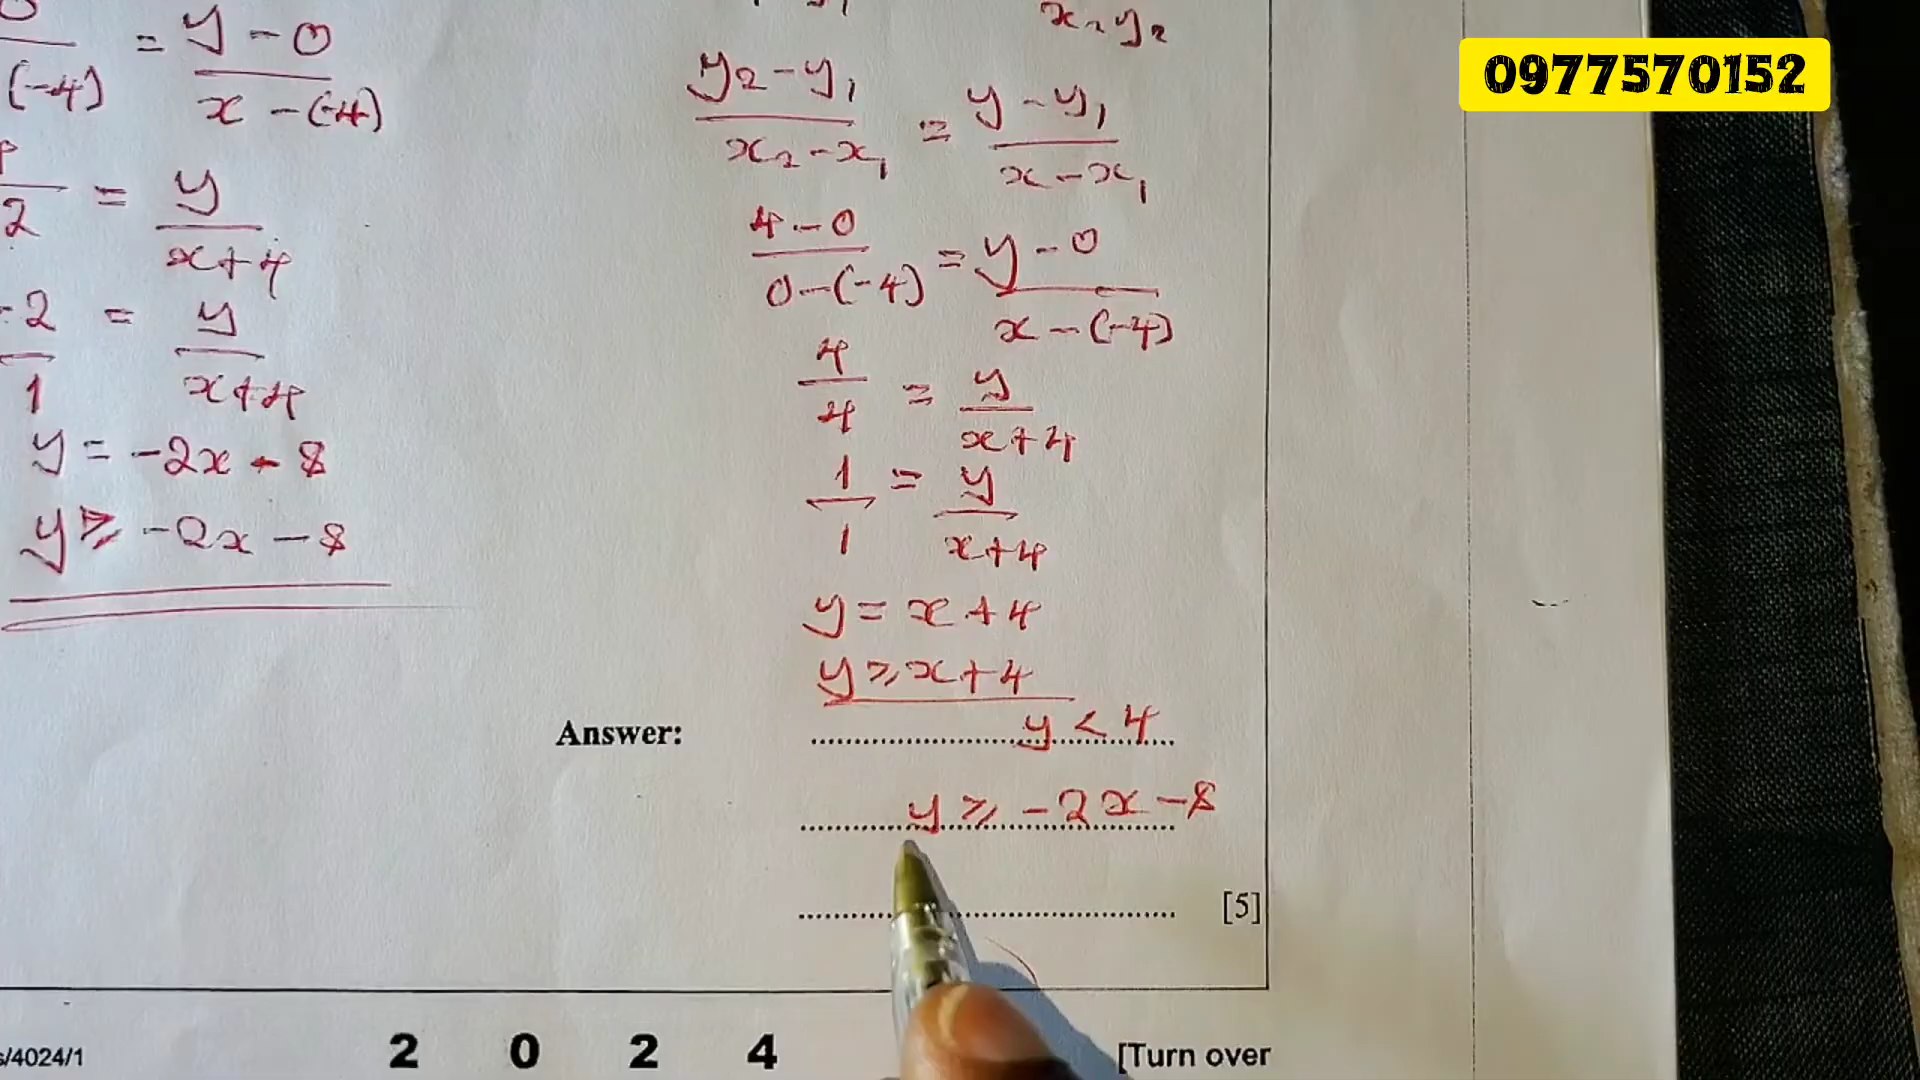 0977570152
x₂ y₂
(-4) = y - 0 / x - (-4)
2 = y / x + 4
-2 / 1 = y / x + 4
y = -2x - 8
y ≥ -2x - 8
y₂ - y₁ / x₂ - x₁ = y - y₁ / x - x₁
4 - 0 / 0 - (-4) = y - 0 / x - (-4)
4 / 4 = y / x + 4
1 / 1 = y / x + 4
y = x + 4
y ≥ x + 4
Answer: y < 4
y ≥ -2x - 8
[5]
/4024/1 2 0 2 4 [Turn over